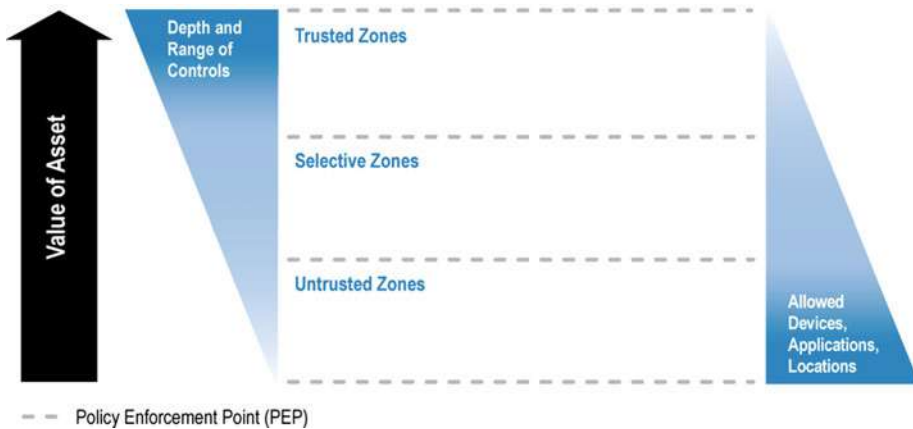 Value of Asset
Depth and
Range of
Controls
Trusted Zones
Selective Zones
Untrusted Zones
Allowed
Devices,
Applications,
Locations
Policy Enforcement Point (PEP)